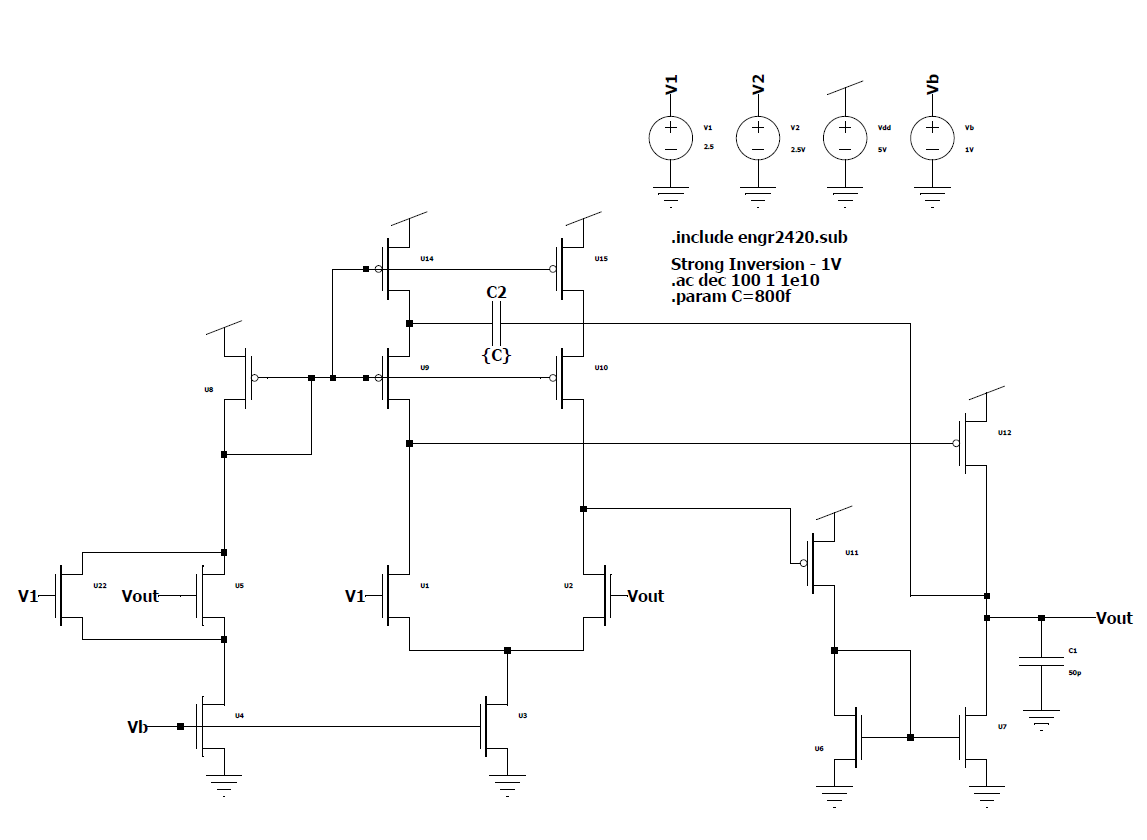 V1
V2
Vb
V1
2.5
V2
2.5V
Vdd
5V
Vb
1V
.include engr2420.sub
Strong Inversion - 1V
.ac dec 100 1 1e10
.param C=800f
U14
U15
C2
{C}
U8
U9
U10
U12
U11
V1
U22
Vout
U5
V1
U1
U2
Vout
Vout
C1
50p
Vb
U4
U3
U6
U7